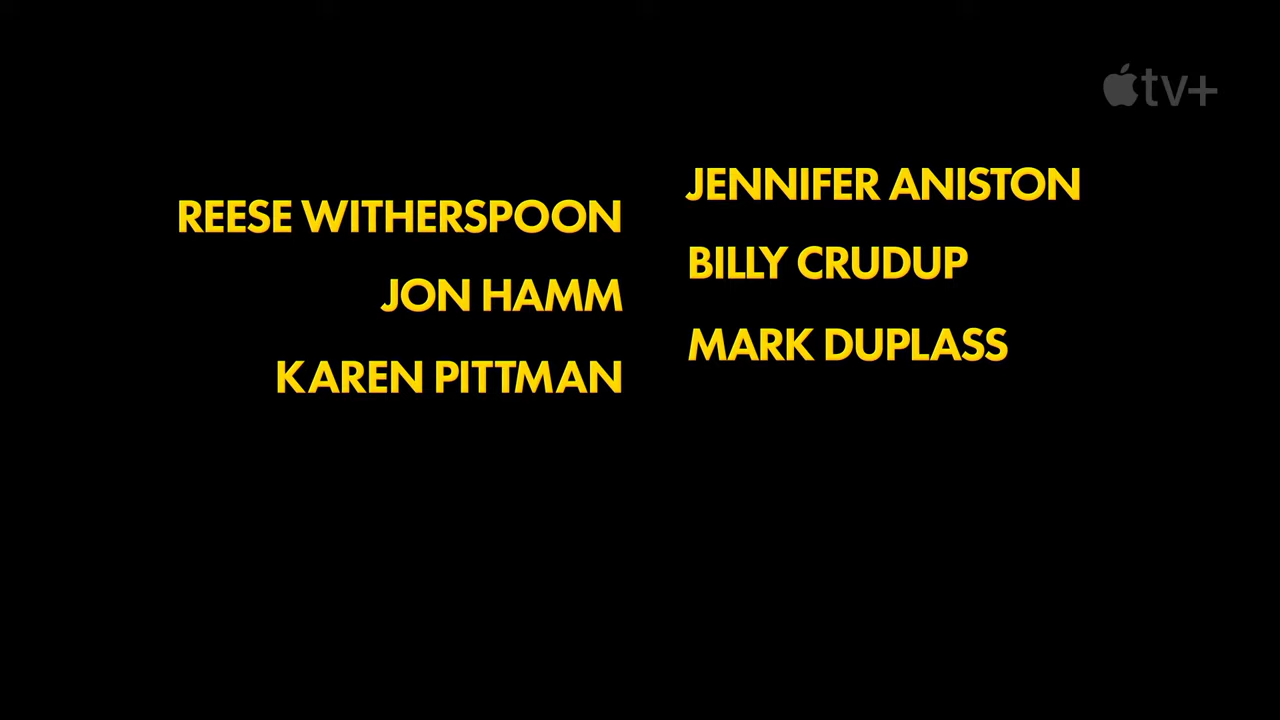 tv+
REESE WITHERSPOON
JENNIFER ANISTON
JON HAMM
BILLY CRUDUP
KAREN PITTMAN
MARK DUPLASS